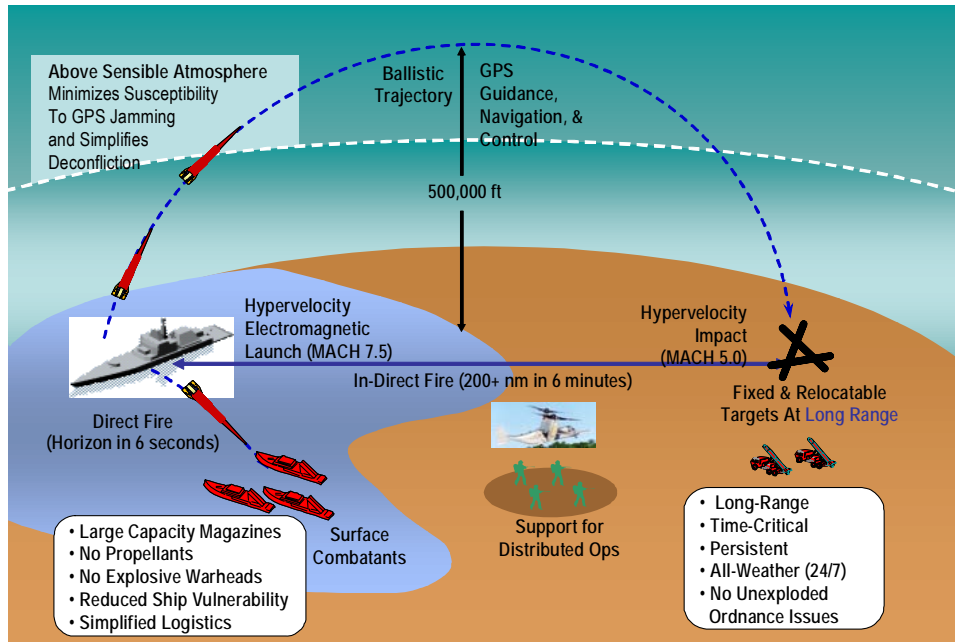 Above Sensible Atmosphere
Minimizes Susceptibility
To GPS Jamming
and Simplifies
Deconfliction
Ballistic
Trajectory
GPS
Guidance,
Navigation, &
Control
500,000 ft
Hypervelocity
Electromagnetic
Launch (MACH 7.5)
Hypervelocity
Impact
(MACH 5.0)
In-Direct Fire (200+ nm in 6 minutes)
Direct Fire
(Horizon in 6 seconds)
Fixed & Relocatable
Targets At Long Range
Surface
Combatants
Support for
Distributed Ops
• Large Capacity Magazines
• No Propellants
• No Explosive Warheads
• Reduced Ship Vulnerability
• Simplified Logistics
• Long-Range
• Time-Critical
• Persistent
• All-Weather (24/7)
• No Unexploded
Ordnance Issues